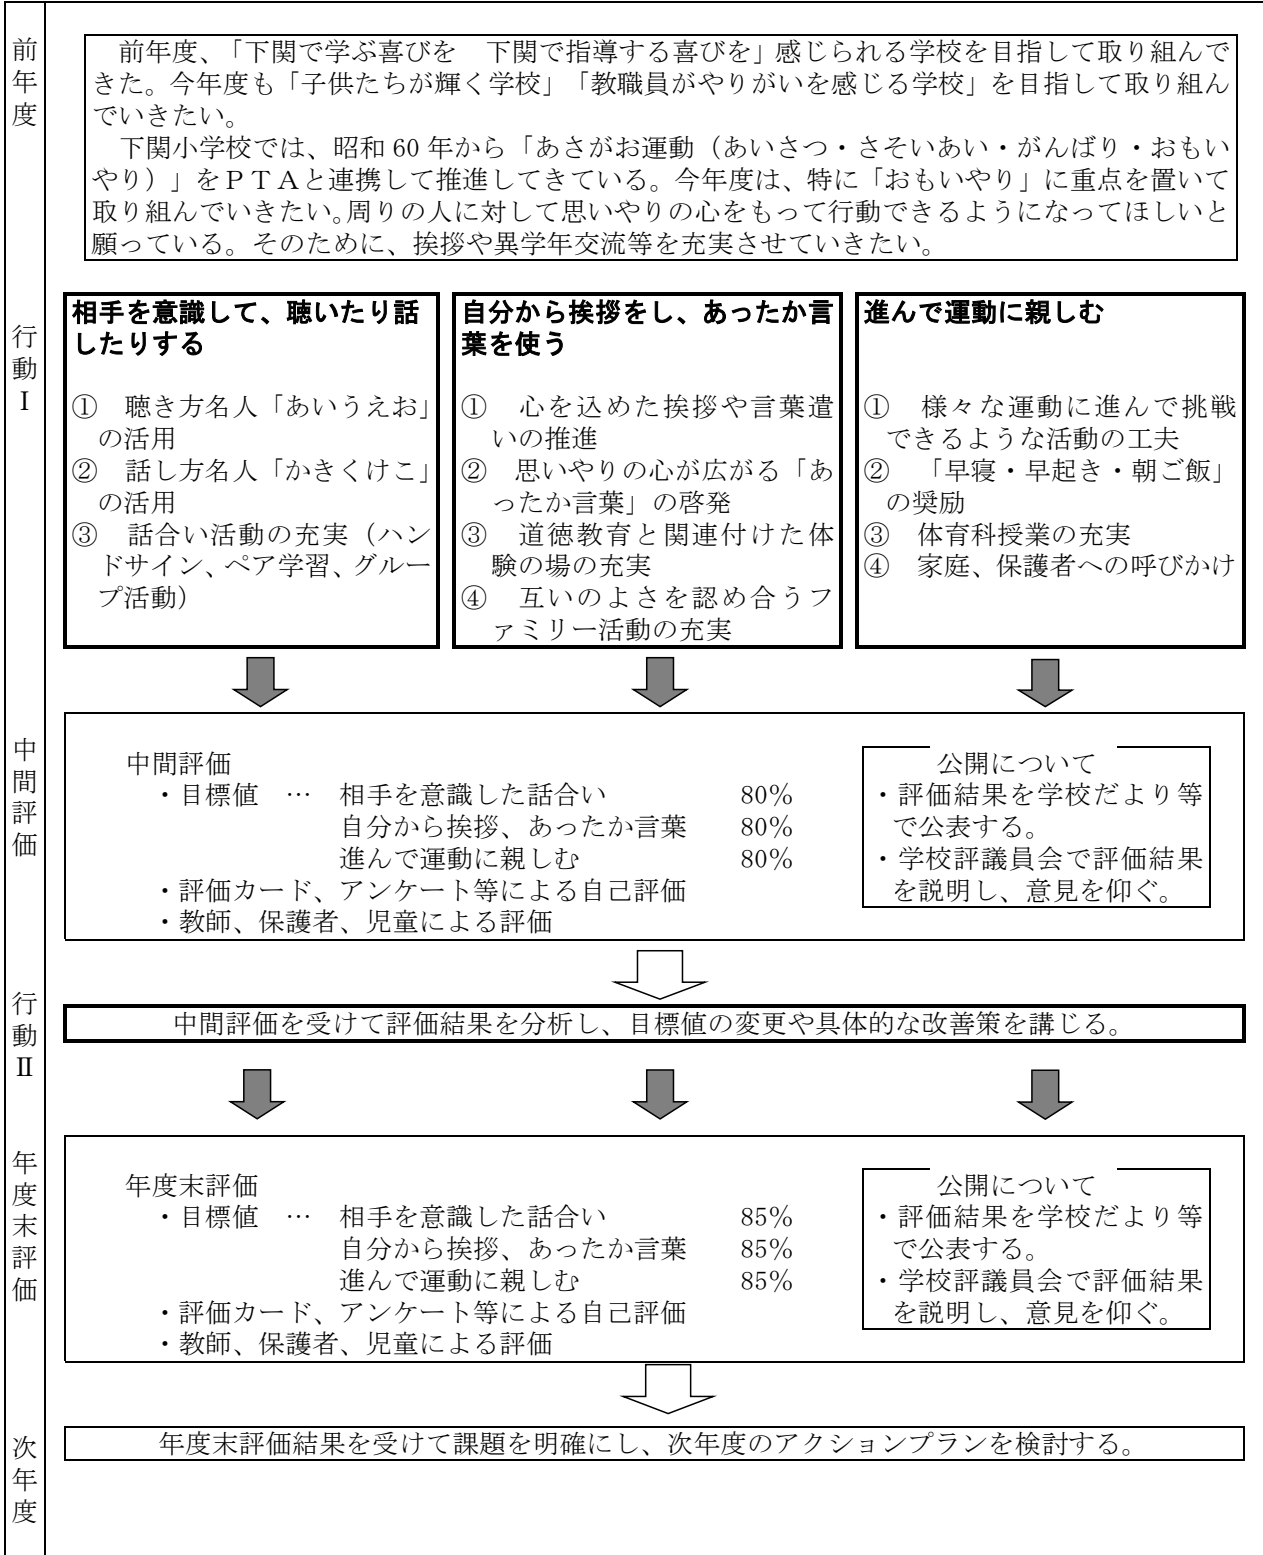 前年度
　前年度、「下関で学ぶ喜びを　下関で指導する喜びを」感じられる学校を目指して取り組んで
きた。今年度も「子供たちが輝く学校」「教職員がやりがいを感じる学校」を目指して取り組ん
でいきたい。
　下関小学校では、昭和 60 年から「あさがお運動（あいさつ・さそいあい・がんばり・おもい
やり）」をＰＴＡと連携して推進してきている。今年度は、特に「おもいやり」に重点を置いて
取り組んでいきたい。周りの人に対して思いやりの心をもって行動できるようになってほしいと
願っている。そのために、挨拶や異学年交流等を充実させていきたい。
行動Ⅰ
相手を意識して、聴いたり話
したりする
①　聴き方名人「あいうえお」
の活用
②　話し方名人「かきくけこ」
の活用
③　話合い活動の充実（ハン
ドサイン、ペア学習、グルー
プ活動）
自分から挨拶をし、あったか言
葉を使う
①　心を込めた挨拶や言葉遣
いの推進
②　思いやりの心が広がる「あ
ったか言葉」の啓発
③　道徳教育と関連付けた体
験の場の充実
④　互いのよさを認め合うフ
ァミリー活動の充実
進んで運動に親しむ
①　様々な運動に進んで挑戦
できるような活動の工夫
②　「早寝・早起き・朝ご飯」
の奨励
③　体育科授業の充実
④　家庭、保護者への呼びかけ
中間評価
中間評価
・目標値　…　相手を意識した話合い　80%
自分から挨拶、あったか言葉　80%
進んで運動に親しむ　80%
・評価カード、アンケート等による自己評価
・教師、保護者、児童による評価
公開について
・評価結果を学校だより等
で公表する。
・学校評議員会で評価結果
を説明し、意見を仰ぐ。
行動Ⅱ
中間評価を受けて評価結果を分析し、目標値の変更や具体的な改善策を講じる。
年度末評価
年度末評価
・目標値　…　相手を意識した話合い　85%
自分から挨拶、あったか言葉　85%
進んで運動に親しむ　85%
・評価カード、アンケート等による自己評価
・教師、保護者、児童による評価
公開について
・評価結果を学校だより等
で公表する。
・学校評議員会で評価結果
を説明し、意見を仰ぐ。
次年度
年度末評価結果を受けて課題を明確にし、次年度のアクションプランを検討する。